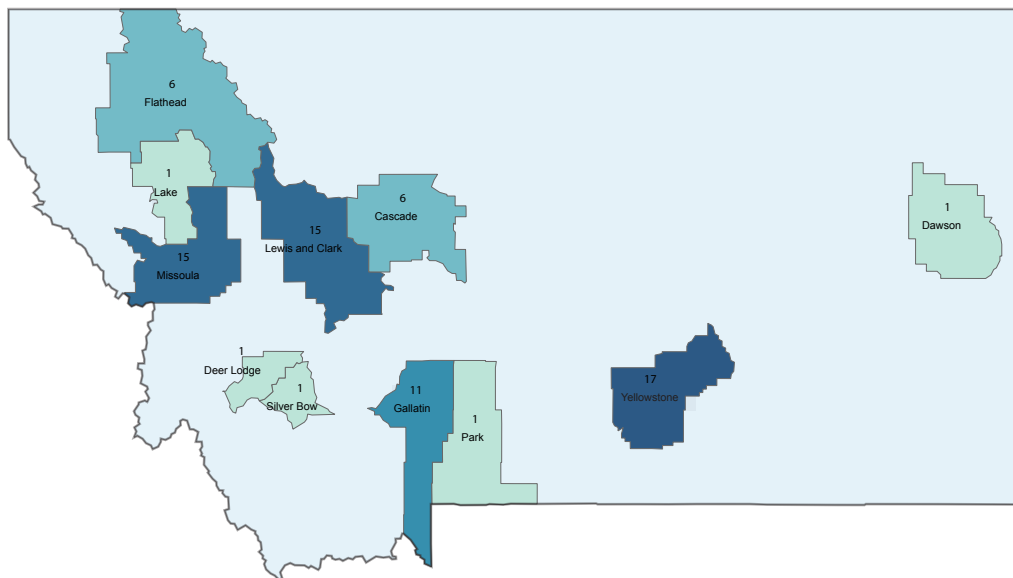 6
Flathead
1
Lake
15
Missoula
15
Lewis and Clark
6
Cascade
1
Dawson
1
Deer Lodge
1
Silver Bow
11
Gallatin
1
Park
17
Yellowstone